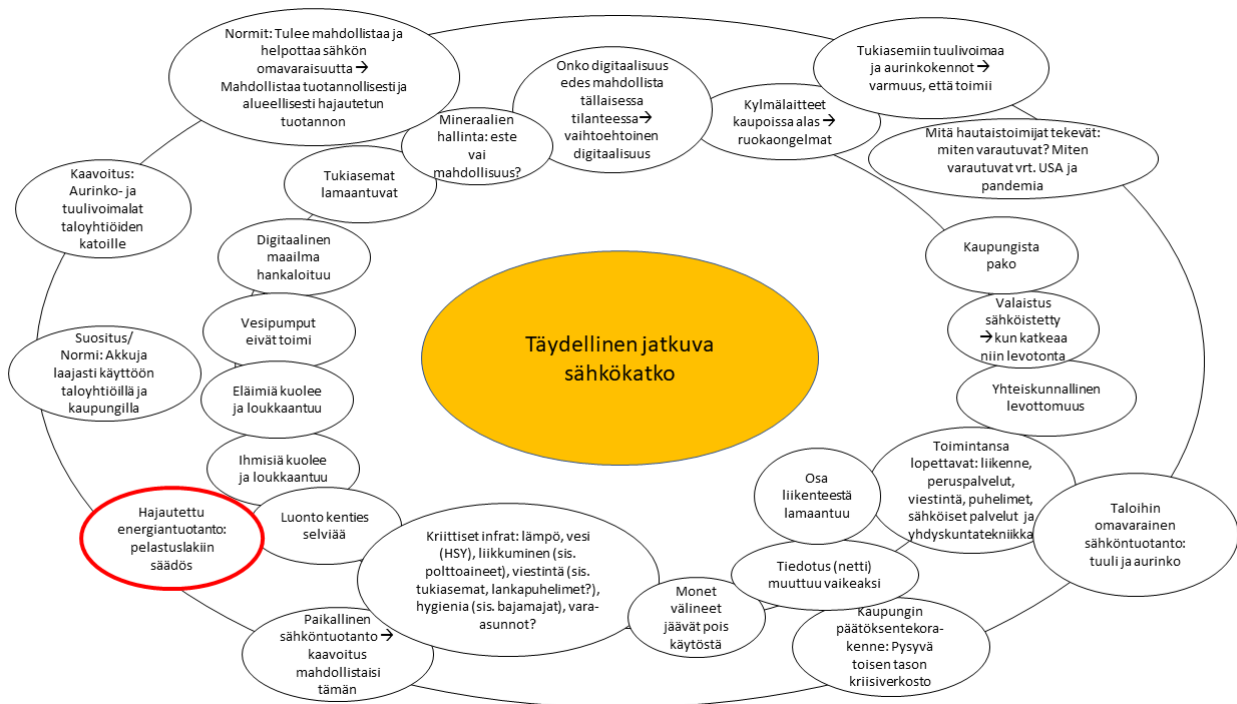 Normit: Tulee mahdollistaa ja
helpottaa sähkön
omavaraisuutta →
Mahdollistaa tuotannollisesti ja
alueellisesti hajautetun
tuotannon
Mineraalien
hallinta: este
vai
mahdollisuus?
Onko digitaalisuus
edes mahdollista
tällaisessa
tilanteessa→
vaihtoehtoinen
digitaalisuus
Kylmälaitteet
kaupoissa alas →
ruokaongelmat
Tukiasemiin tuulivoimaa
ja aurinkokennot →
varmuus, että toimii
Mitä hautaistoimijat tekevät:
miten varautuvat? Miten
varautuvat vrt. USA ja
pandemia
Kaavoitus:
Aurinko- ja
tuulivoimalat
taloyhtiöiden
katoille
Tukiasemat
lamaantuvat
Digitaalinen
maailma
hankaloituu
Kaupungista
pako
Vesipumput
eivät toimi
Valaistus
sähköistetty
→kun katkeaa
niin levotonta
Suositus/
Normi: Akkuja
laajasti käyttöön
taloyhtiöillä ja
kaupungilla
Täydellinen jatkuva
sähkökatko
Eläimiä kuolee
ja loukkaantuu
Yhteiskunnallinen
levottomuus
Ihmisiä kuolee
ja loukkaantuu
Toimintansa
lopettavat: liikenne,
peruspalvelut,
viestintä, puhelimet,
sähköiset palvelut ja
yhdyskuntatekniikka
Osa
liikenteestä
lamaantuu
Hajautettu
energiantuotanto:
pelastuslakiin
säädös
Luonto kenties
selviää
Kriittiset infrat: lämpö, vesi
(HSY), liikkuminen (sis.
polttoaineet), viestintä (sis.
tukiasemat, lankapuhelimet?),
hygienia (sis. bajamajat), vara-
asunnot?
Taloihin
omavarainen
sähköntuotanto:
tuuli ja aurinko
Tiedotus (netti)
muuttuu vaikeaksi
Monet
välineet
jäävät pois
käytöstä
Paikallinen
sähköntuotanto →
kaavoitus
mahdollistaisi
tämän
Kaupungin
päätöksentekora-
kenne: Pysyvä
toisen tason
kriisiverkosto